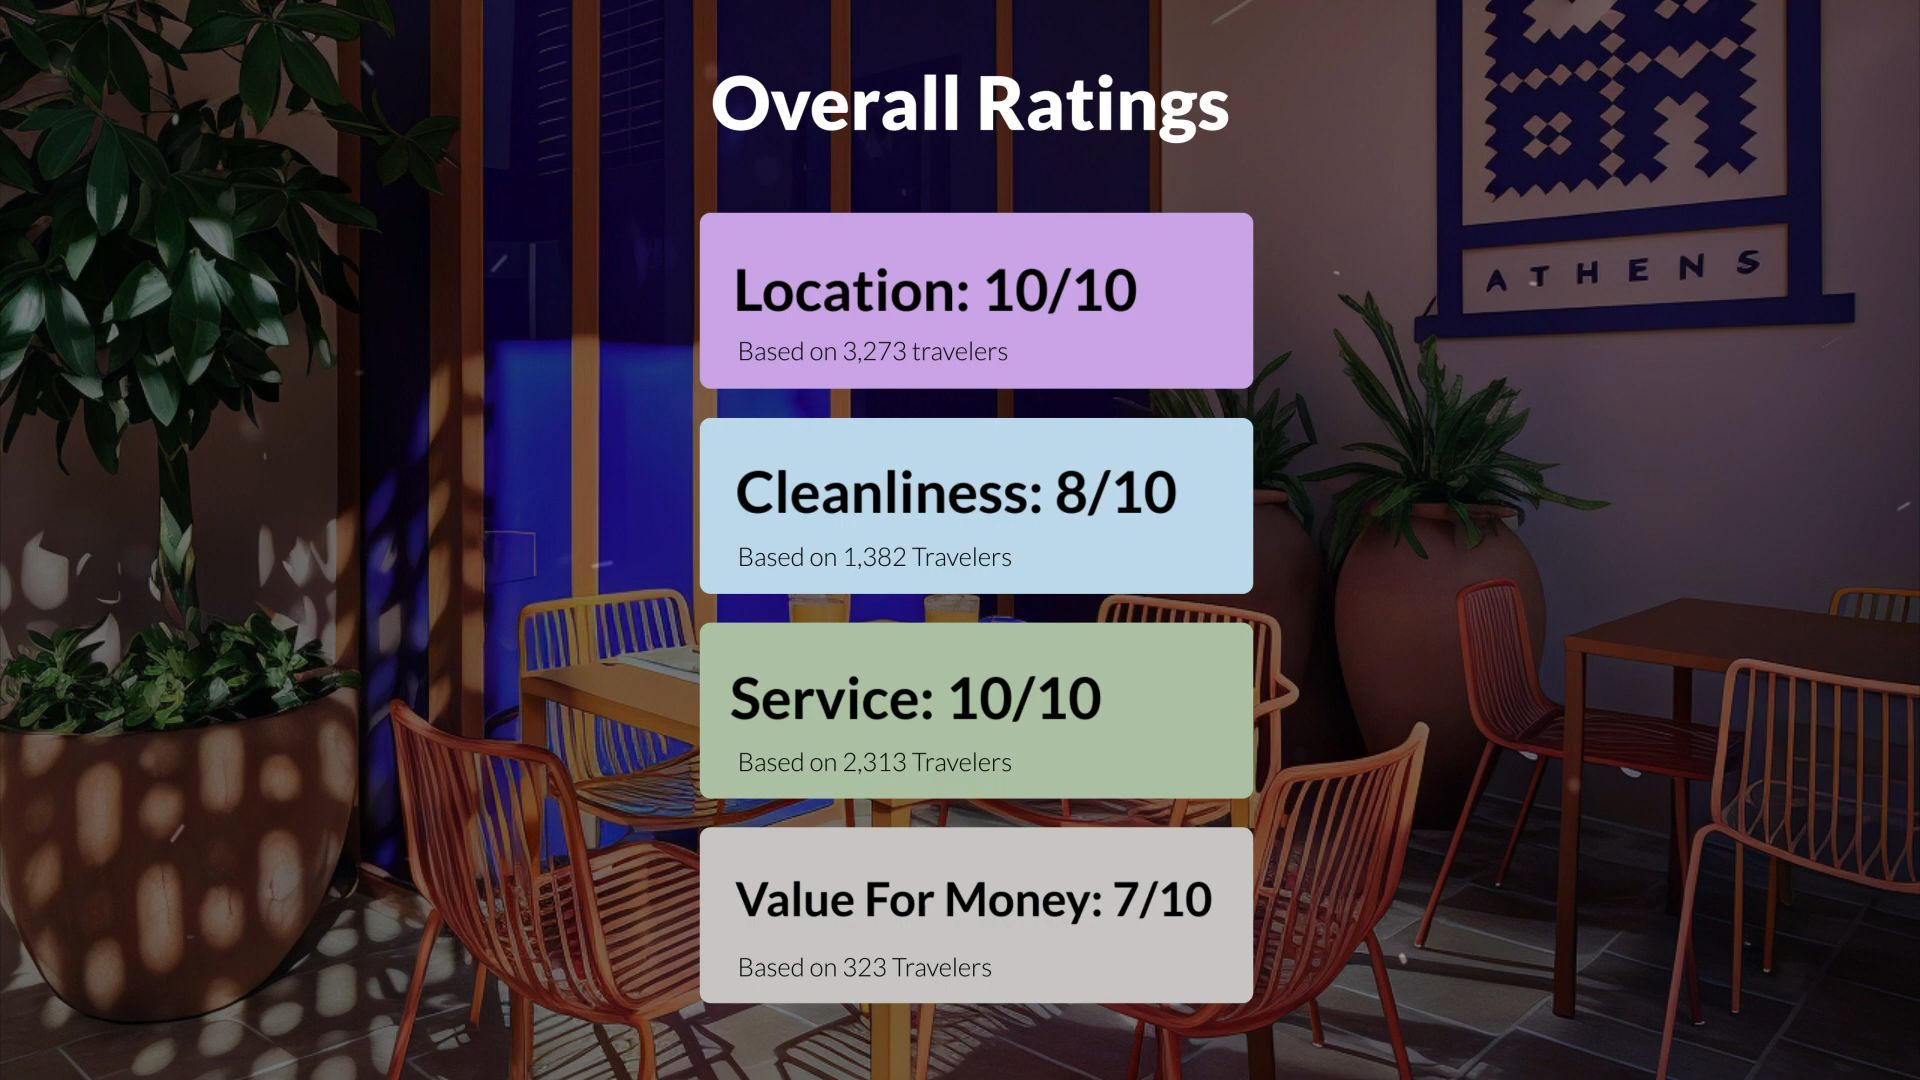 Overall Ratings
an
ATHENS
Location: 10/10
Based on 3,273 travelers
Cleanliness: 8/10
Based on 1,382 Travelers
Service: 10/10
Based on 2,313 Travelers
Value For Money: 7/10
Based on 323 Travelers